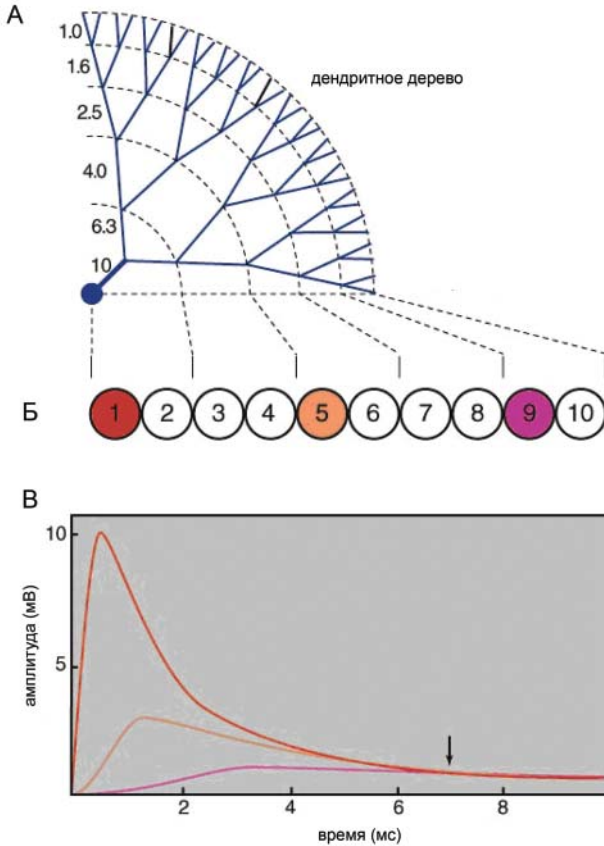 А
1.0
1.6
2.5
4.0
6.3
10
дендритное дерево
Б
1 2 3 4 5 6 7 8 9 10
В
амплитуда (мВ)
10
5
2 4 6 8
время (мс)